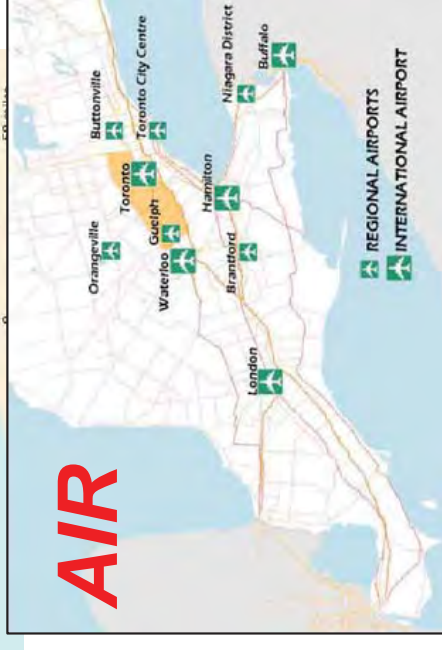 AIR
Orangeville
Buttonville
Toronto City Centre
Toronto
Guelph
Waterloo
Hamilton
Niagara District
Buffalo
Brantford
London
REGIONAL AIRPORTS
INTERNATIONAL AIRPORT